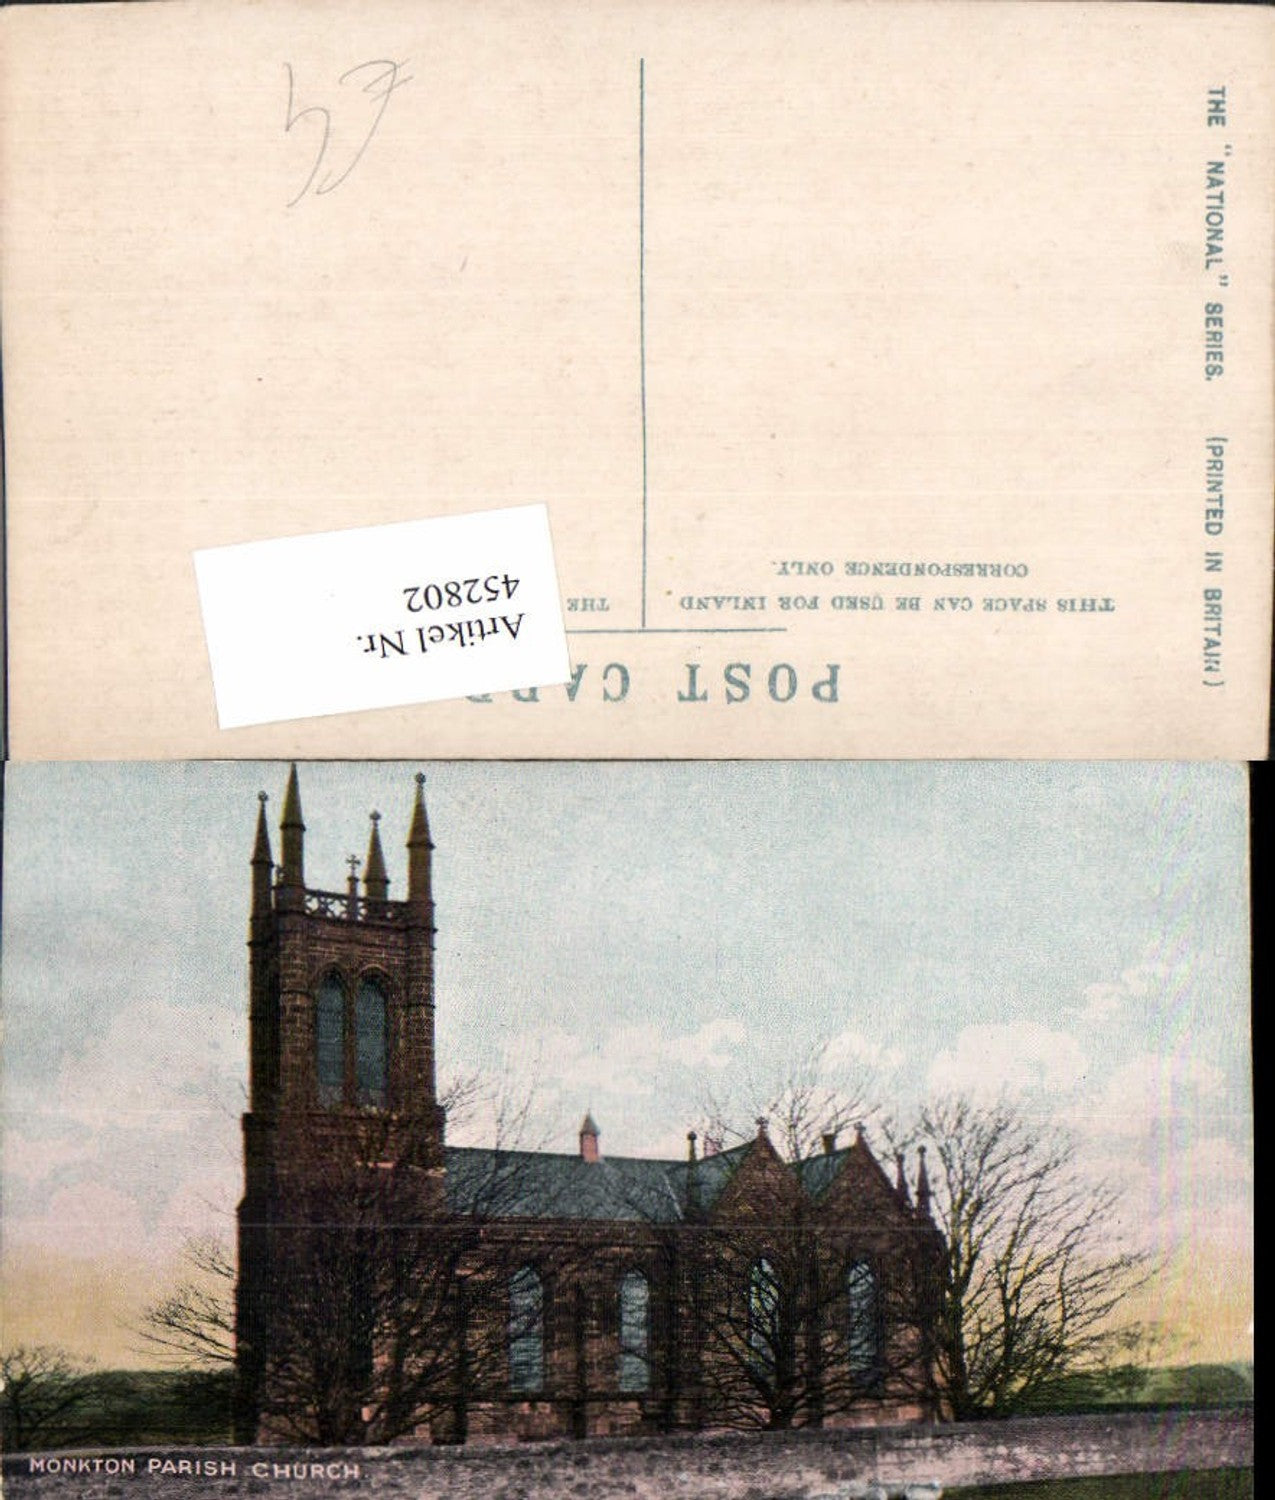 POST CARD
THIS SPACE CAN BE USED FOR INLAND
CORRESPONDENCE ONLY.
THE
Artikel Nr.
452802
THE "NATIONAL" SERIES. (PRINTED IN BRITAIN)
MONKTON PARISH CHURCH.